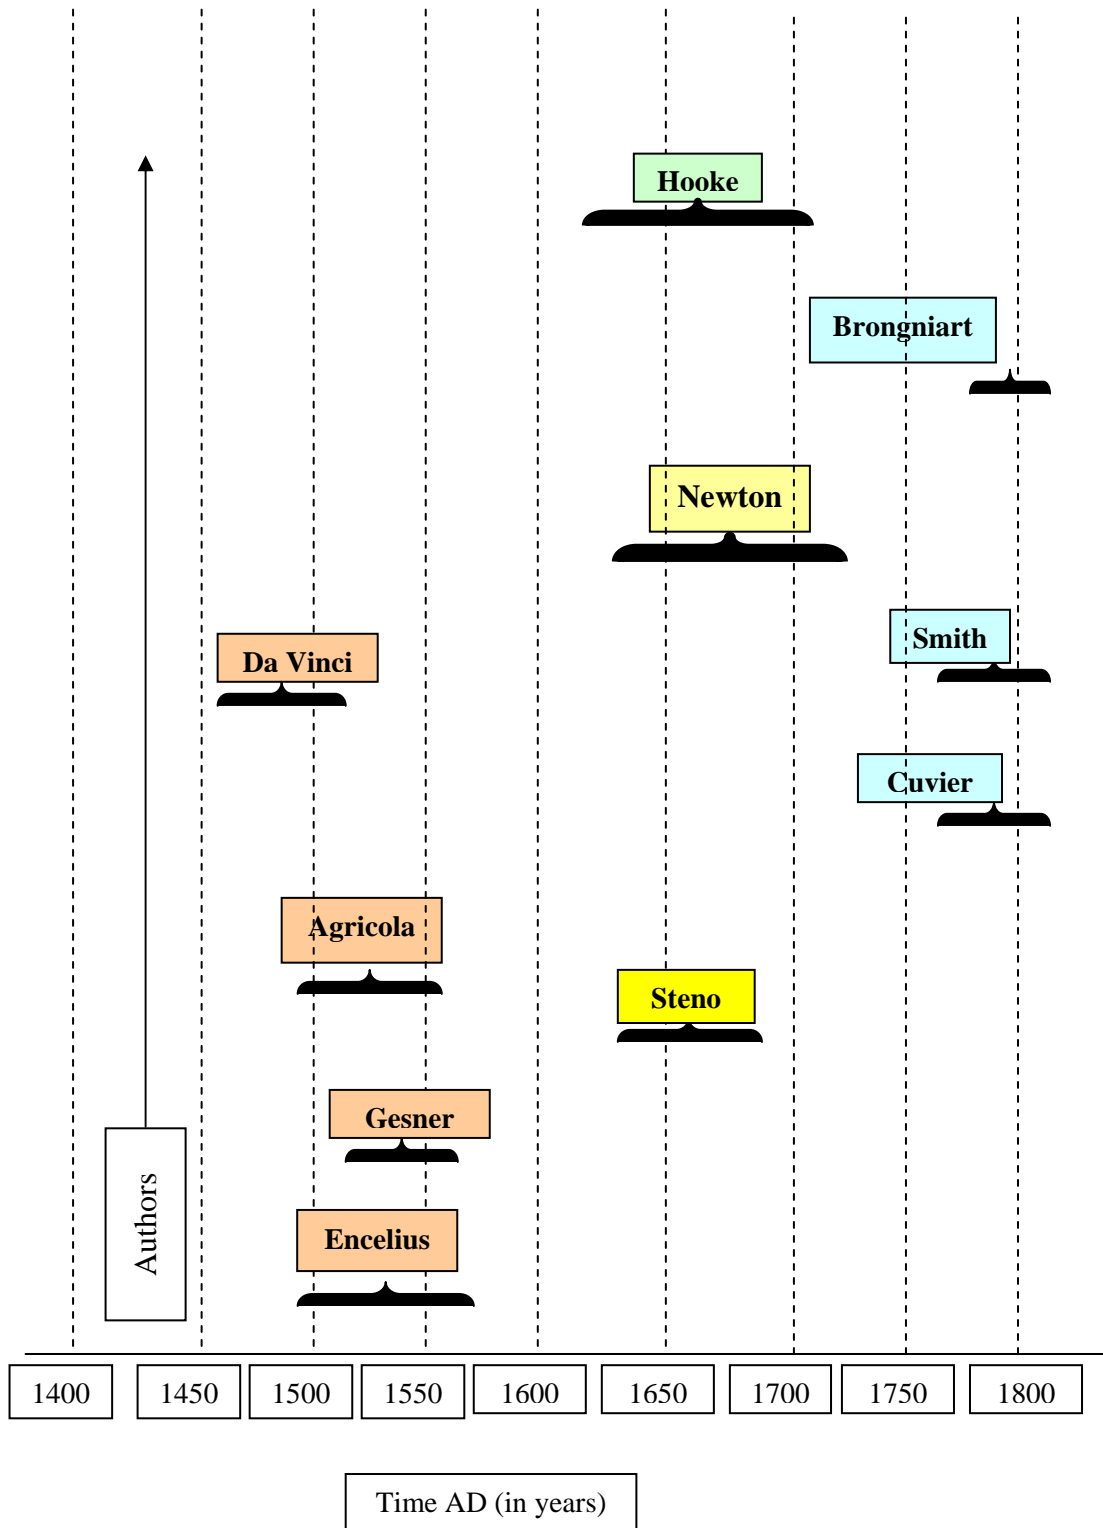 Hooke
Brongniart
Newton
Smith
Da Vinci
Cuvier
Agricola
Steno
Gesner
Authors
Encelius
1400 1450 1500 1550 1600 1650 1700 1750 1800
Time AD (in years)